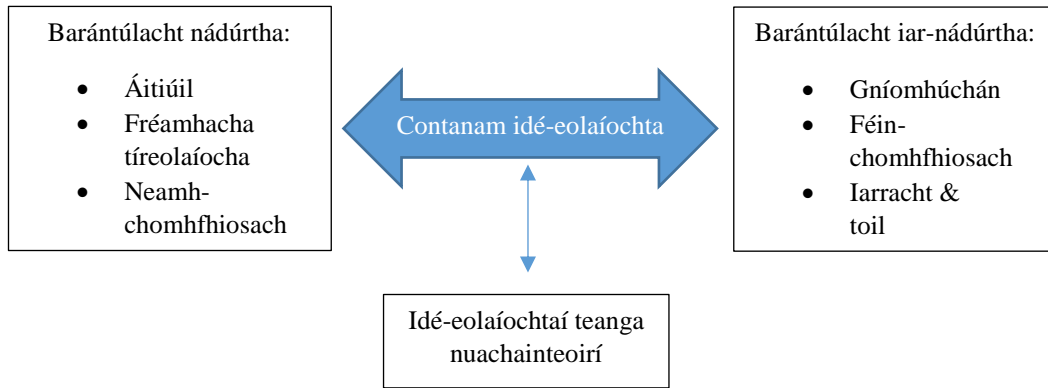 Barántúlacht nádúrtha:
• Áitiúil
• Fréamhacha
tíreolaíocha
• Neamh-
chomhfhiosach
Contanam idé-eolaíochta
Barántúlacht iar-nádúrtha:
• Gníomhúchán
• Féin-
chomhfhiosach
• Iarracht &
toil
Idé-eolaíochtaí teanga
nuachainteoirí